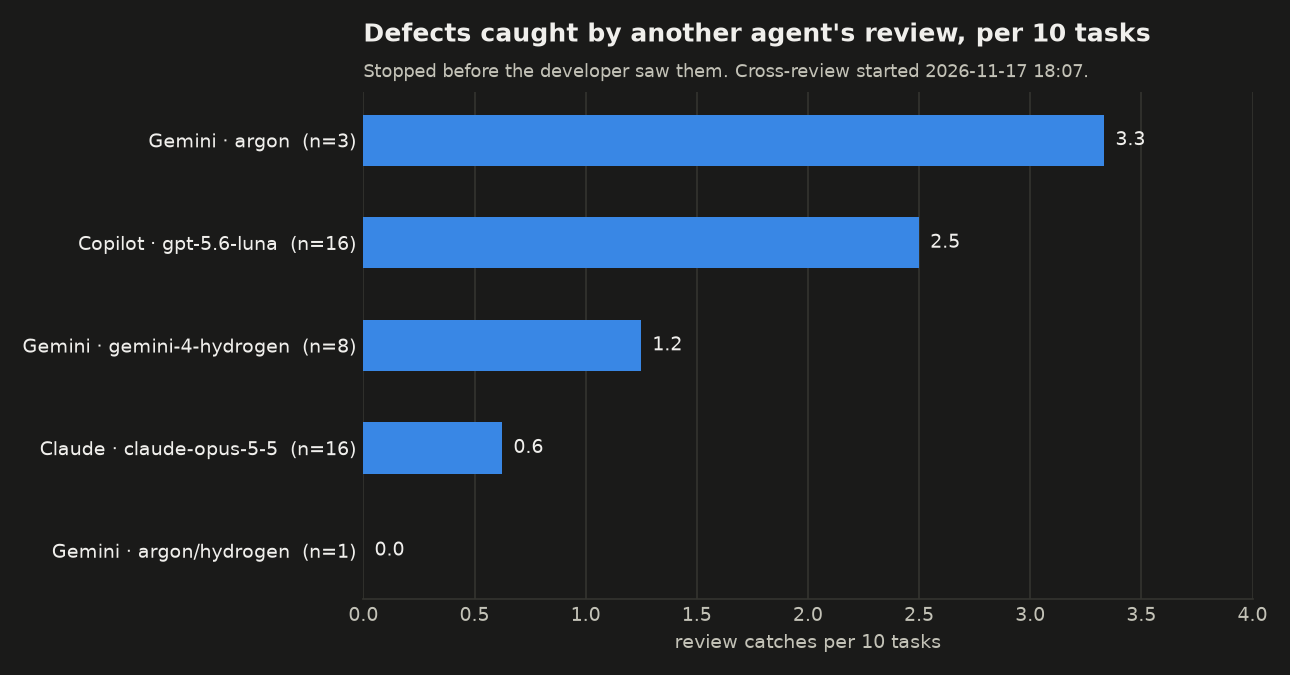 Defects caught by another agent's review, per 10 tasks
Stopped before the developer saw them. Cross-review started 2026-11-17 18:07.
Gemini · argon (n=3) 3.3
Copilot · gpt-5.6-luna (n=16) 2.5
Gemini · gemini-4-hydrogen (n=8) 1.2
Claude · claude-opus-5-5 (n=16) 0.6
Gemini · argon/hydrogen (n=1) 0.0
0.0 0.5 1.0 1.5 2.0 2.5 3.0 3.5 4.0
review catches per 10 tasks